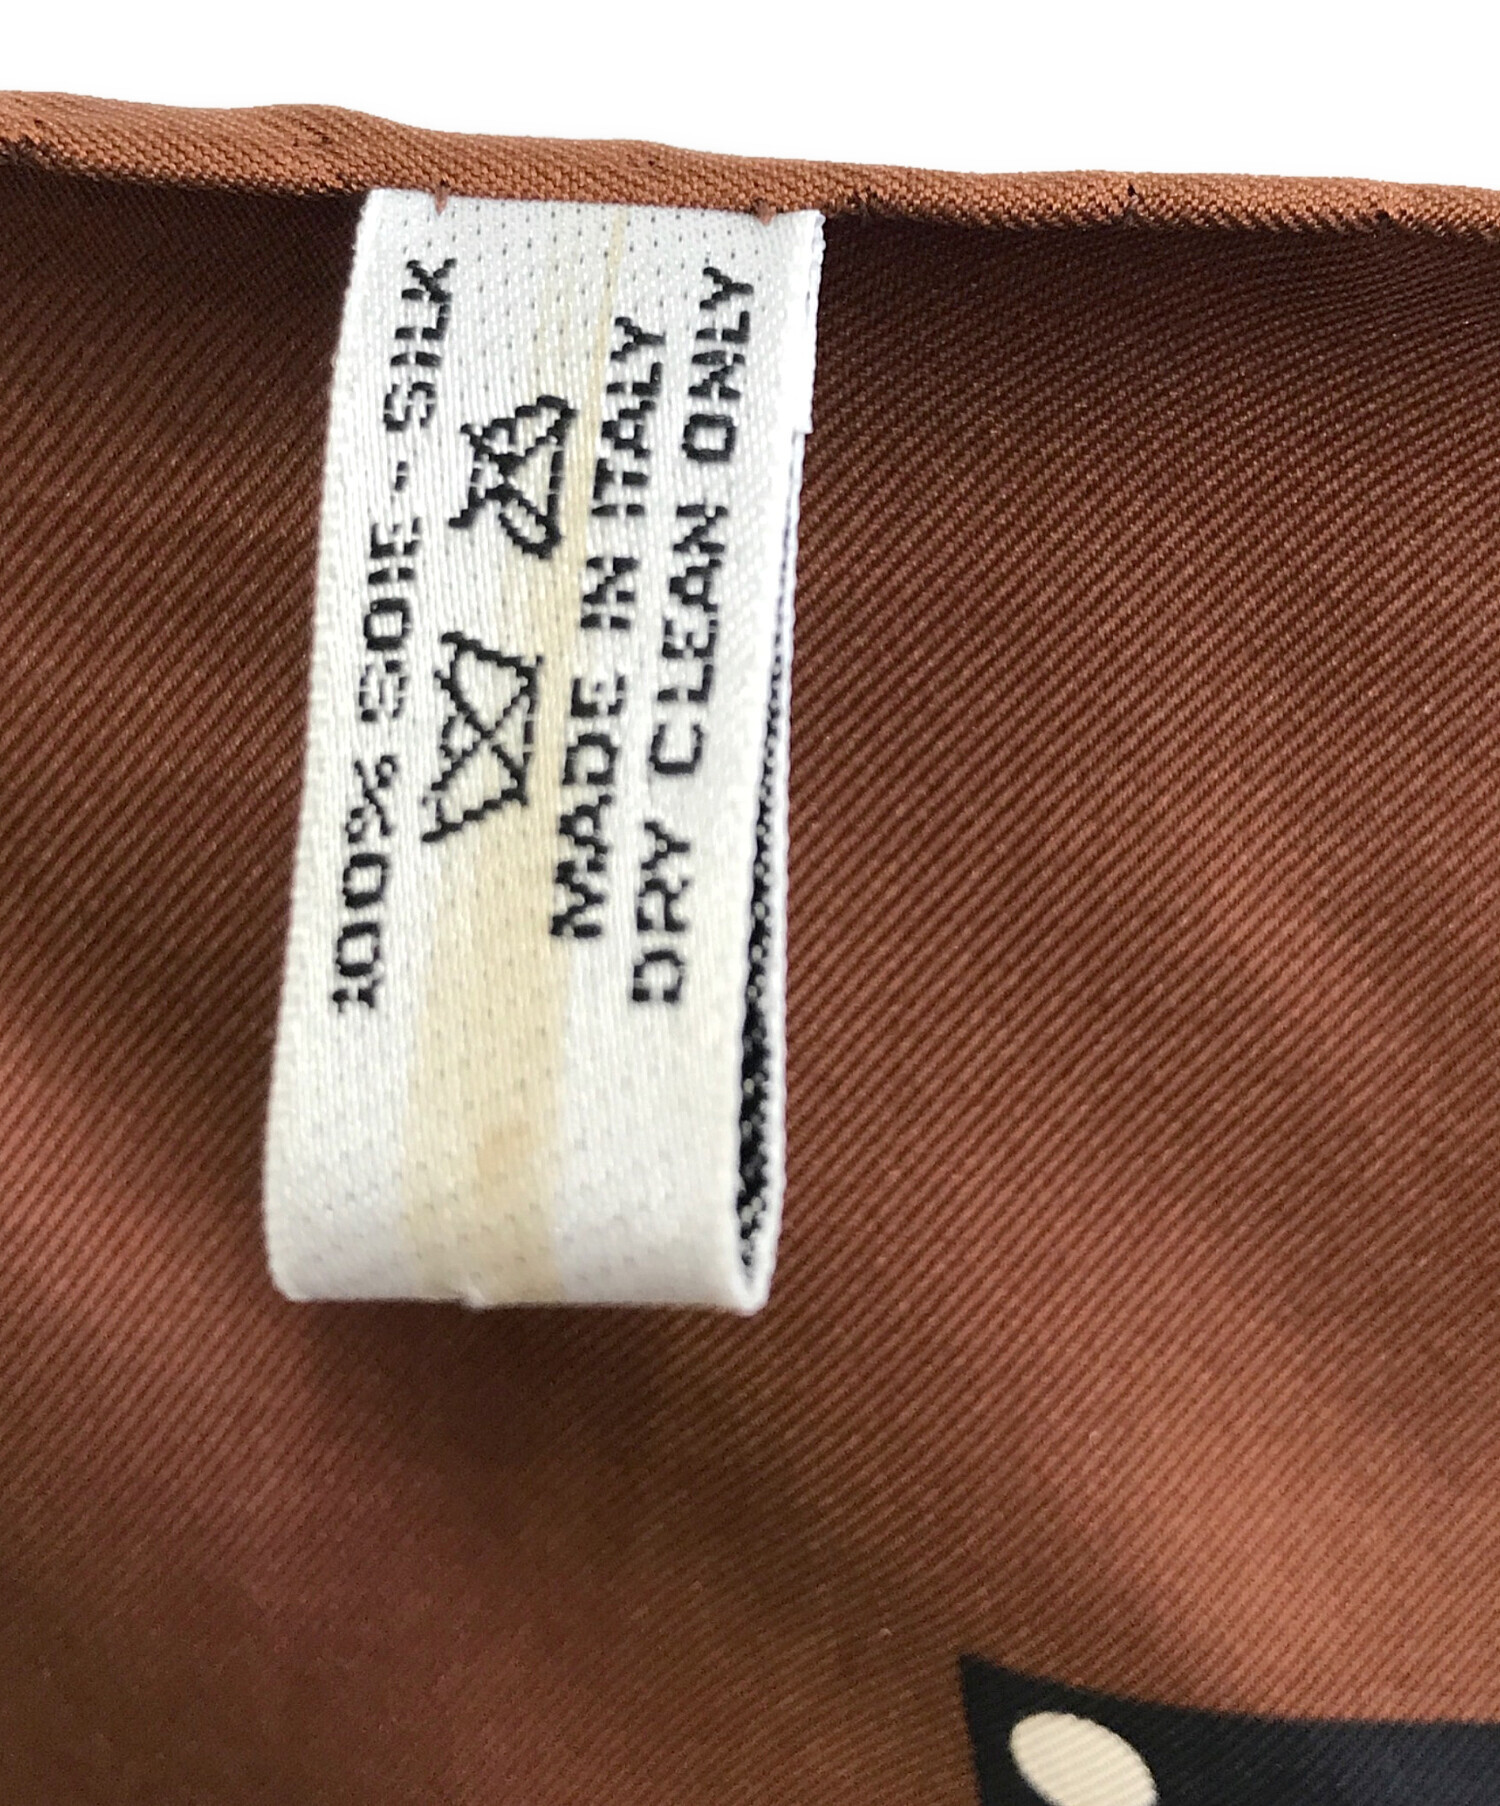 100% SOIE - SILK
MADE IN ITALY
DRY CLEAN ONLY